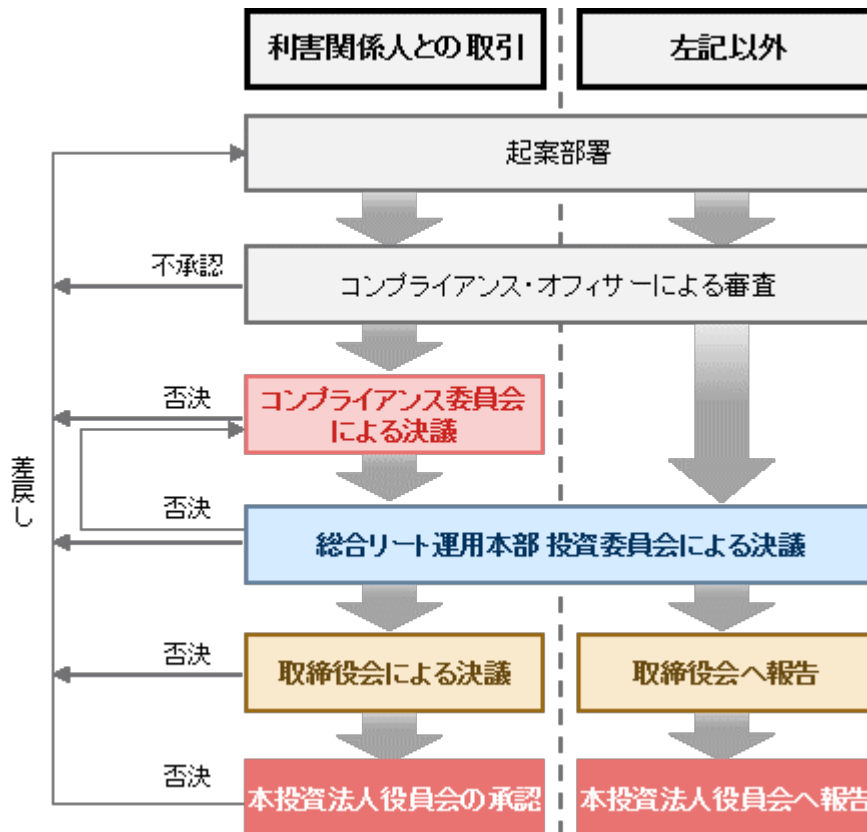 利害関係人との取引
左記以外
起案部署
不承認
コンプライアンス・オフィサーによる審査
否決
コンプライアンス委員会
による決議
差戻し
否決
総合リート運用本部 投資委員会による決議
否決
取締役会による決議
取締役会へ報告
否決
本投資法人役員会の承認
本投資法人役員会へ報告